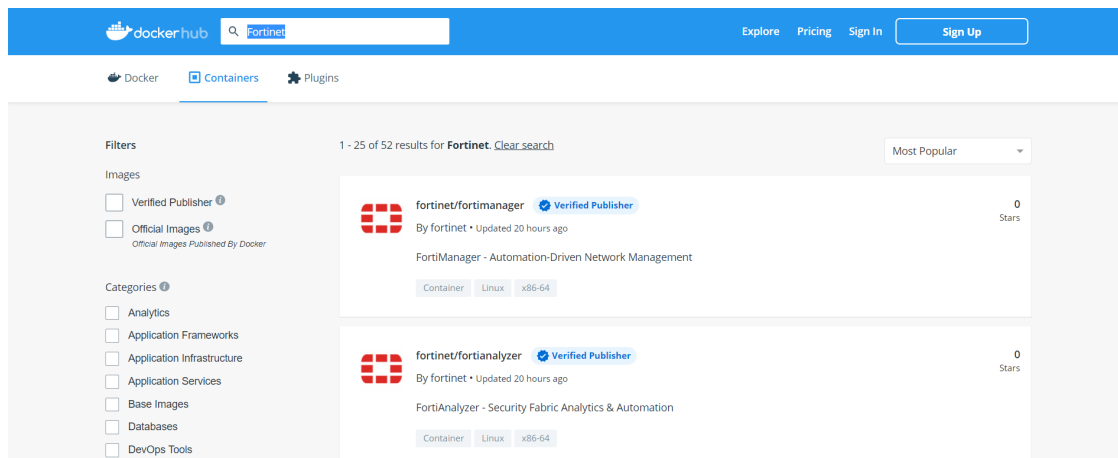 dockerhub
Fortinet
Explore Pricing Sign In Sign Up
Docker Containers Plugins
Filters
Images
Verified Publisher
Official Images
Official Images Published By Docker
Categories
Analytics
Application Frameworks
Application Infrastructure
Application Services
Base Images
Databases
DevOps Tools
1 - 25 of 52 results for Fortinet. Clear search
Most Popular
fortinet/fortimanager Verified Publisher
0
Stars
By fortinet • Updated 20 hours ago
FortiManager - Automation-Driven Network Management
Container Linux x86-64
fortinet/fortianalyzer Verified Publisher
0
Stars
By fortinet • Updated 20 hours ago
FortiAnalyzer - Security Fabric Analytics & Automation
Container Linux x86-64